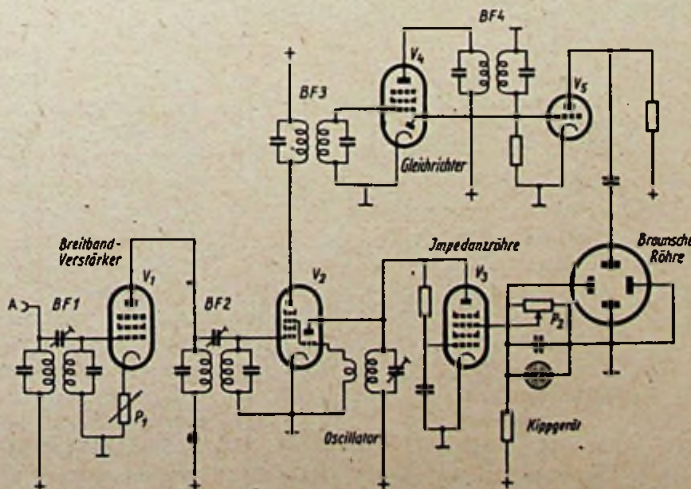 BF4
V4
BF3
V5
Gleichrichter
Breitband-
Verstärker
V1
V2
Impedanzröhre
V3
Braunsche
Röhre
A
BF1
BF2
P2
P1
Oscillator
Kippgerät